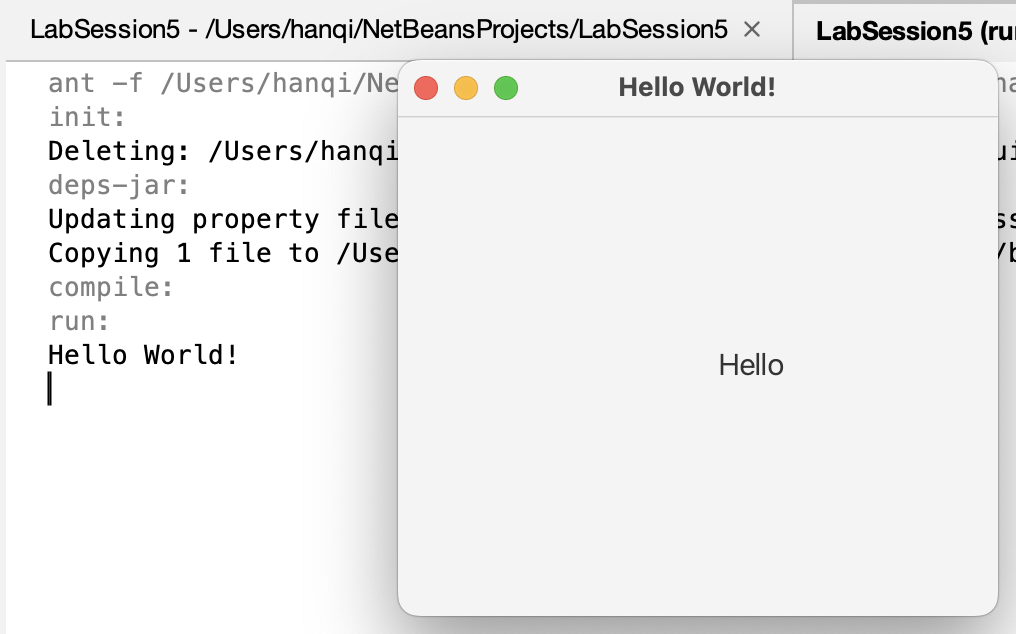 LabSession5 - /Users/hanqi/NetBeansProjects/LabSession5 ×
LabSession5 (ru
Hello World!
Hello
ant -f /Users/hanqi/Ne
init:
Deleting: /Users/hanqi
deps-jar:
Updating property file
Copying 1 file to /Use
compile:
run:
Hello World!